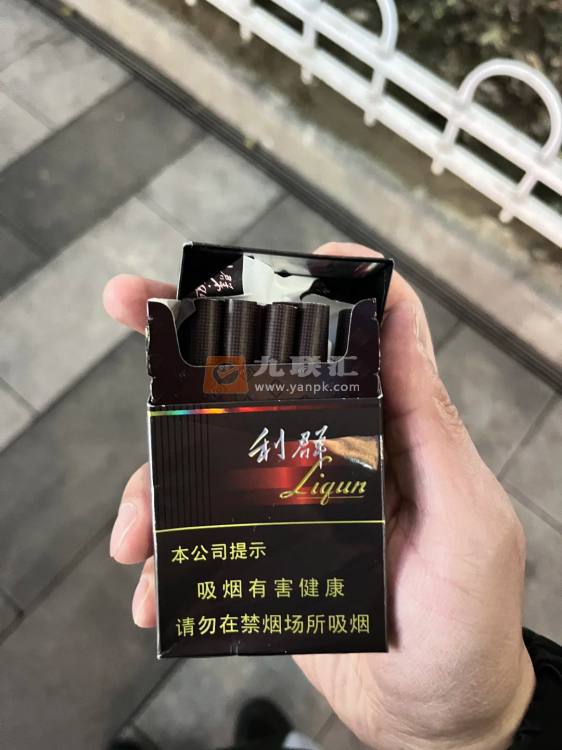 九联汇
www.yanpk.com
利群
Liqun
本公司提示
吸烟有害健康
请勿在禁烟场所吸烟